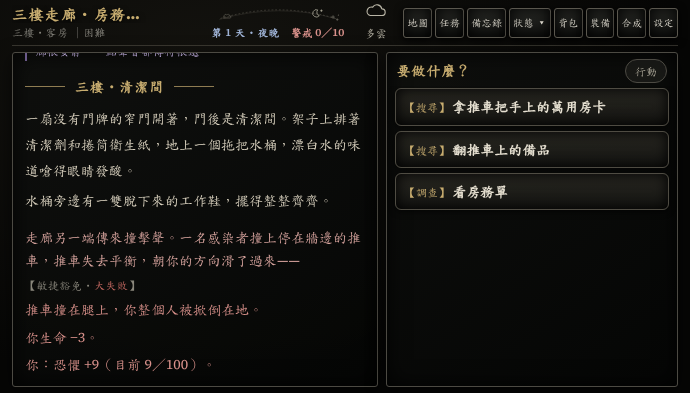 三樓走廊・房務…
三樓・客房｜困難
第 1 天・夜晚 警戒 0／10
多雲
地圖 任務 備忘錄 狀態 ▾ 背包 裝備 合成 設定
三樓・清潔間
一扇沒有門牌的窄門開著，門後是清潔間。架子上排著
清潔劑和捲筒衛生紙，地上一個拖把水桶，漂白水的味
道嗆得眼睛發酸。
水桶旁邊有一雙脫下來的工作鞋，擺得整整齊齊。
走廊另一端傳來撞擊聲。一名感染者撞上停在牆邊的推
車，推車失去平衡，朝你的方向滑了過來——
【敏捷豁免・大失敗】
推車撞在腿上，你整個人被掀倒在地。
你生命 −3。
你：恐懼 +9（目前 9／100）。
要做什麼？
行動
【搜尋】拿推車把手上的萬用房卡
【搜尋】翻推車上的備品
【調查】看房務單